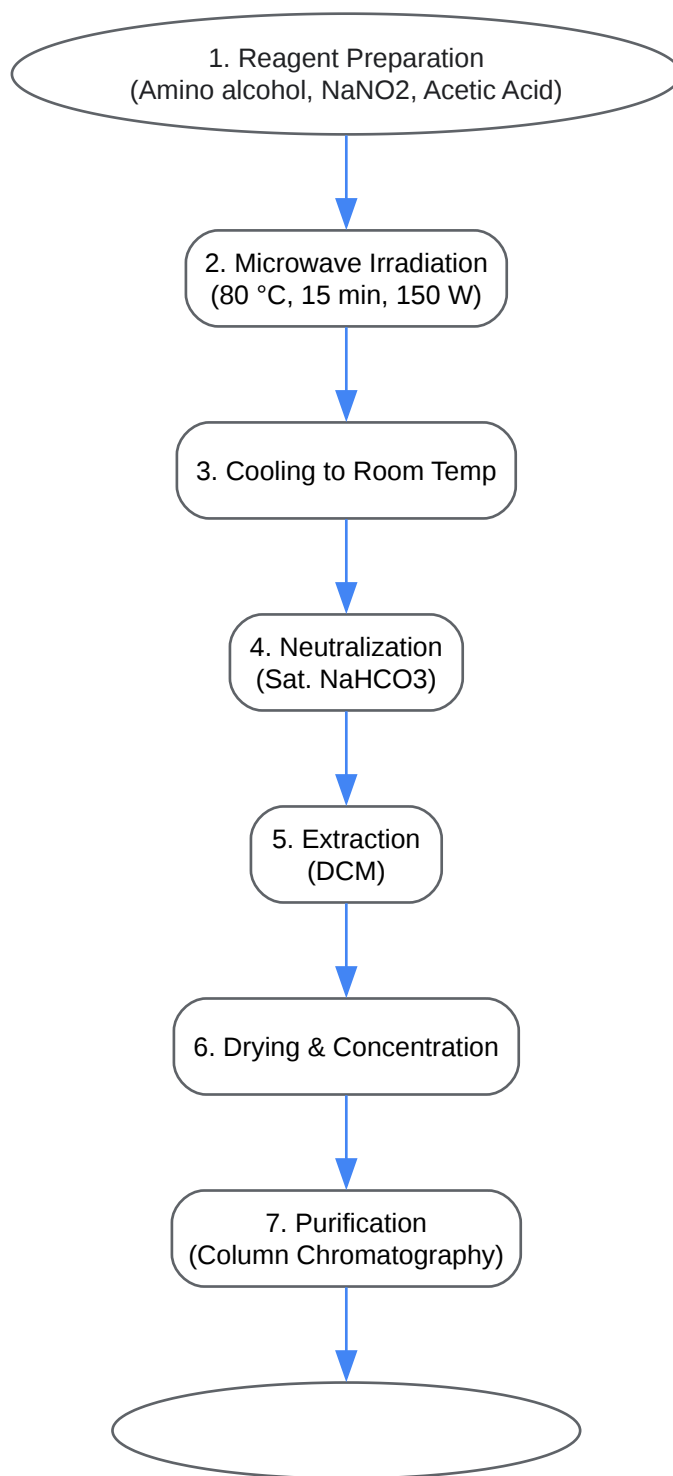 1. Reagent Preparation
(Amino alcohol, NaNO2, Acetic Acid)
2. Microwave Irradiation
(80 °C, 15 min, 150 W)
3. Cooling to Room Temp
4. Neutralization
(Sat. NaHCO3)
5. Extraction
(DCM)
6. Drying & Concentration
7. Purification
(Column Chromatography)